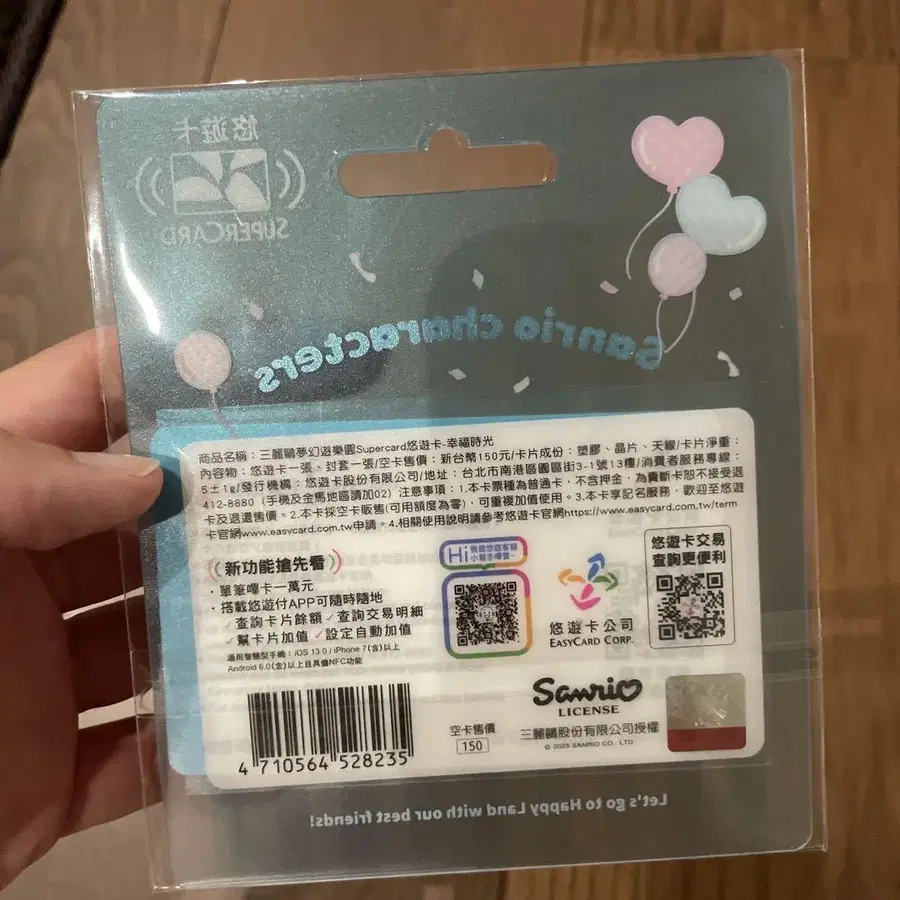 悠遊卡
SUPERCARD
Sanrio characters
商品名稱：三麗鷗夢幻遊樂園Supercard悠遊卡-幸福時光
內容物：悠遊卡一張、封套一張/空卡售價：新台幣150元/卡片成份：塑膠、晶片、天線/卡片淨重：
5±1g/發行機構：悠遊卡股份有限公司/地址：台北市南港區園區街3-1號13樓/消費者服務專線：
412-8880（手機及金馬地區請加02）注意事項：1.本卡票種為普通卡，不含押金，為賣斷卡恕不接受退
卡及退還售價。2.本卡採空卡販售(可用額度為零)，可重複加值使用。3.本卡享記名服務，歡迎至悠遊
卡官網www.easycard.com.tw申請。4.相關使用說明請參考悠遊卡官網https://www.easycard.com.tw/term
新功能搶先看
・單筆嗶卡一萬元
・搭載悠遊付APP可隨時隨地
查詢卡片餘額✓查詢交易明細
✓幫卡片加值✓設定自動加值
適用智慧型手機：iOS 13.0 / iPhone 7(含)以上
Android 6.0(含)以上且具備NFC功能
Hi
悠遊卡公司
EASYCARD CORP.
悠遊卡交易
查詢更便利
4 710564 528235
空卡售價
150
Sanrio
LICENSE
三麗鷗股份有限公司授權
© 2025 SANRIO CO., LTD
Let's go to Happy Land with our best friends!